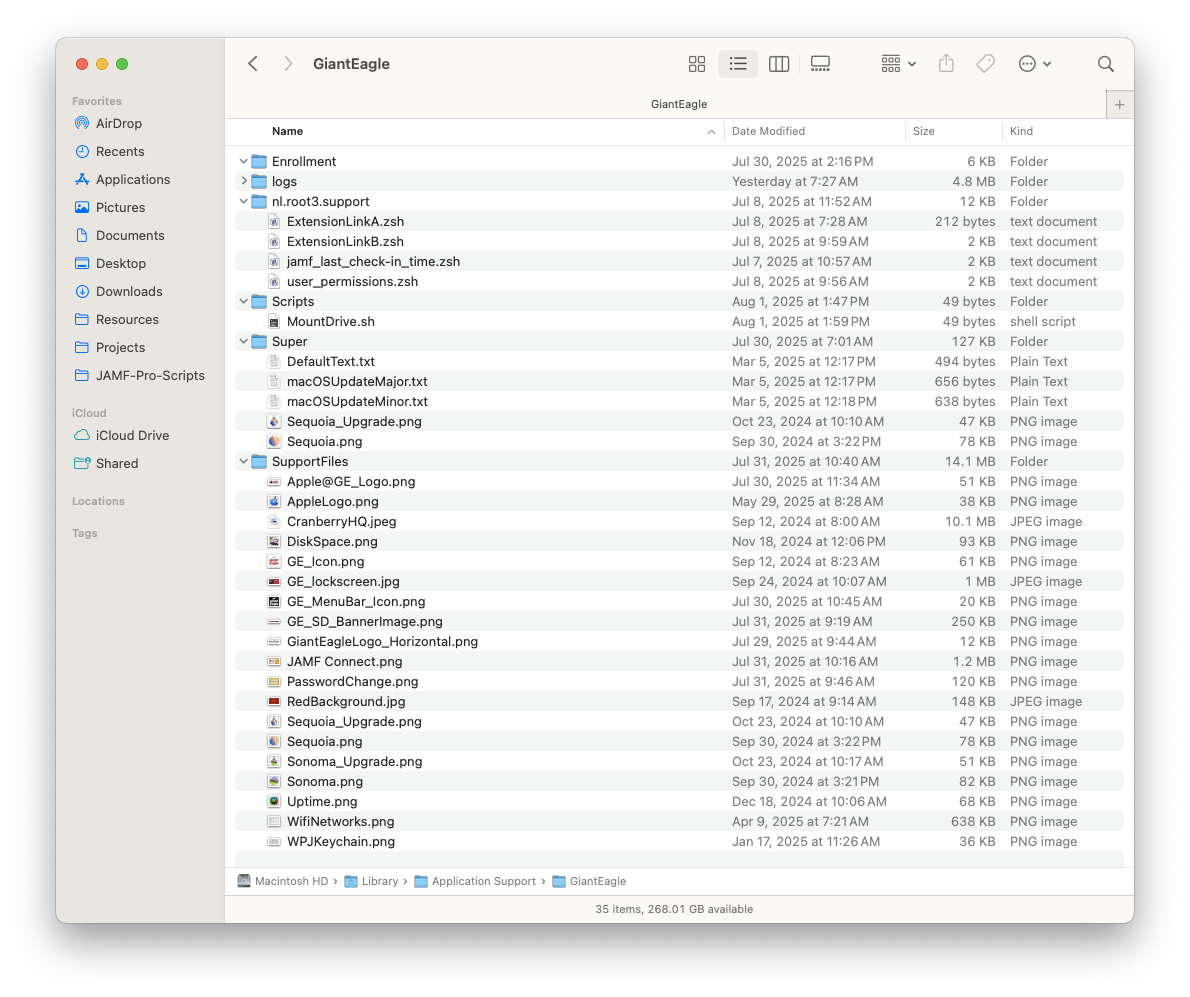 GiantEagle
Favorites
AirDrop
Recents
Applications
Pictures
Documents
Desktop
Downloads
Resources
Projects
JAMF-Pro-Scripts
iCloud
iCloud Drive
Shared
Locations
Tags
GiantEagle
Name Date Modified Size Kind
Enrollment Jul 30, 2025 at 2:16 PM 6 KB Folder
logs Yesterday at 7:27 AM 4.8 MB Folder
nl.root3.support Jul 8, 2025 at 11:52 AM 12 KB Folder
ExtensionLinkA.zsh Jul 8, 2025 at 7:28 AM 212 bytes text document
ExtensionLinkB.zsh Jul 8, 2025 at 9:59 AM 2 KB text document
jamf_last_check-in_time.zsh Jul 7, 2025 at 10:57 AM 2 KB text document
user_permissions.zsh Jul 8, 2025 at 9:56 AM 2 KB text document
Scripts Aug 1, 2025 at 1:47 PM 49 bytes Folder
MountDrive.sh Aug 1, 2025 at 1:59 PM 49 bytes shell script
Super Jul 30, 2025 at 7:01 AM 127 KB Folder
DefaultText.txt Mar 5, 2025 at 12:17 PM 494 bytes Plain Text
macOSUpdateMajor.txt Mar 5, 2025 at 12:17 PM 656 bytes Plain Text
macOSUpdateMinor.txt Mar 5, 2025 at 12:18 PM 638 bytes Plain Text
Sequoia_Upgrade.png Oct 23, 2024 at 10:10 AM 47 KB PNG image
Sequoia.png Sep 30, 2024 at 3:22 PM 78 KB PNG image
SupportFiles Jul 31, 2025 at 10:40 AM 14.1 MB Folder
Apple@GE_Logo.png Jul 30, 2025 at 11:34 AM 51 KB PNG image
AppleLogo.png May 29, 2025 at 8:28 AM 38 KB PNG image
CranberryHQ.jpeg Sep 12, 2024 at 8:00 AM 10.1 MB JPEG image
DiskSpace.png Nov 18, 2024 at 12:06 PM 93 KB PNG image
GE_Icon.png Sep 12, 2024 at 8:23 AM 61 KB PNG image
GE_lockscreen.jpg Sep 24, 2024 at 10:07 AM 1 MB JPEG image
GE_MenuBar_Icon.png Jul 30, 2025 at 10:45 AM 20 KB PNG image
GE_SD_BannerImage.png Jul 31, 2025 at 9:19 AM 250 KB PNG image
GiantEagleLogo_Horizontal.png Jul 29, 2025 at 9:44 AM 12 KB PNG image
JAMF Connect.png Jul 31, 2025 at 10:16 AM 1.2 MB PNG image
PasswordChange.png Jul 31, 2025 at 9:46 AM 120 KB PNG image
RedBackground.jpg Sep 17, 2024 at 9:14 AM 148 KB JPEG image
Sequoia_Upgrade.png Oct 23, 2024 at 10:10 AM 47 KB PNG image
Sequoia.png Sep 30, 2024 at 3:22 PM 78 KB PNG image
Sonoma_Upgrade.png Oct 23, 2024 at 10:17 AM 51 KB PNG image
Sonoma.png Sep 30, 2024 at 3:21 PM 82 KB PNG image
Uptime.png Dec 18, 2024 at 10:06 AM 68 KB PNG image
WifiNetworks.png Apr 9, 2025 at 7:21 AM 638 KB PNG image
WPJKeychain.png Jan 17, 2025 at 11:26 AM 36 KB PNG image
Macintosh HD › Library › Application Support › GiantEagle
35 items, 268.01 GB available